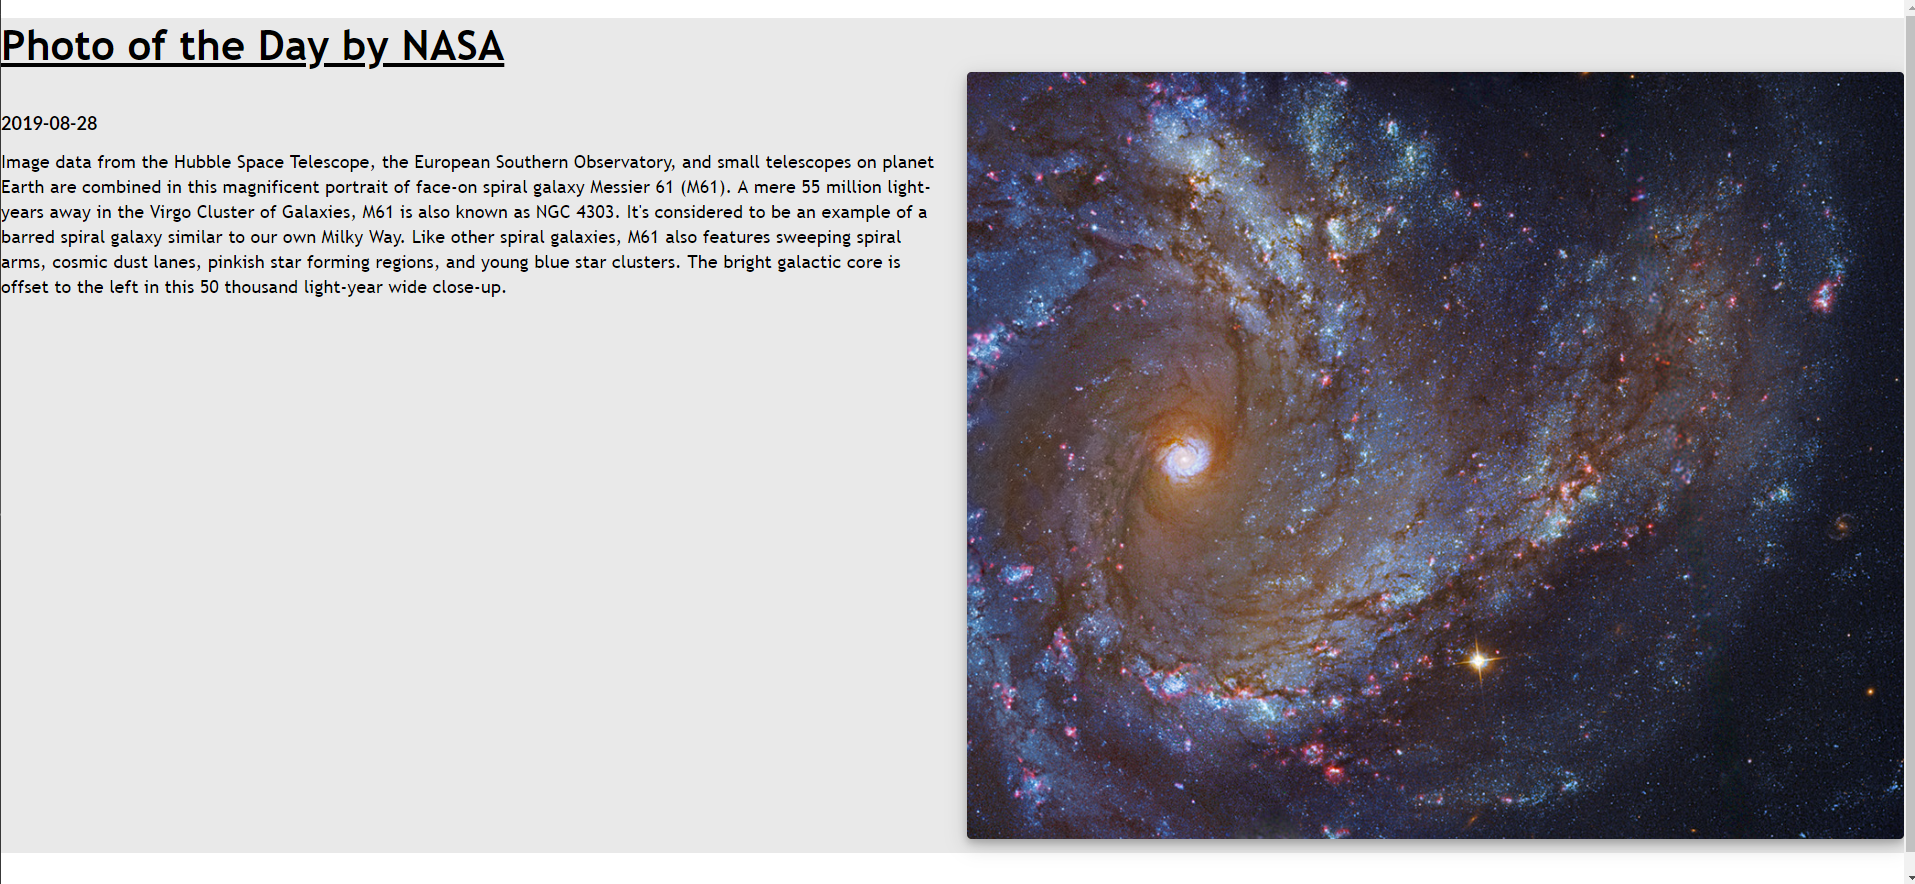 Photo of the Day by NASA
2019-08-28
Image data from the Hubble Space Telescope, the European Southern Observatory, and small telescopes on planet
Earth are combined in this magnificent portrait of face-on spiral galaxy Messier 61 (M61). A mere 55 million light-
years away in the Virgo Cluster of Galaxies, M61 is also known as NGC 4303. It's considered to be an example of a
barred spiral galaxy similar to our own Milky Way. Like other spiral galaxies, M61 also features sweeping spiral
arms, cosmic dust lanes, pinkish star forming regions, and young blue star clusters. The bright galactic core is
offset to the left in this 50 thousand light-year wide close-up.